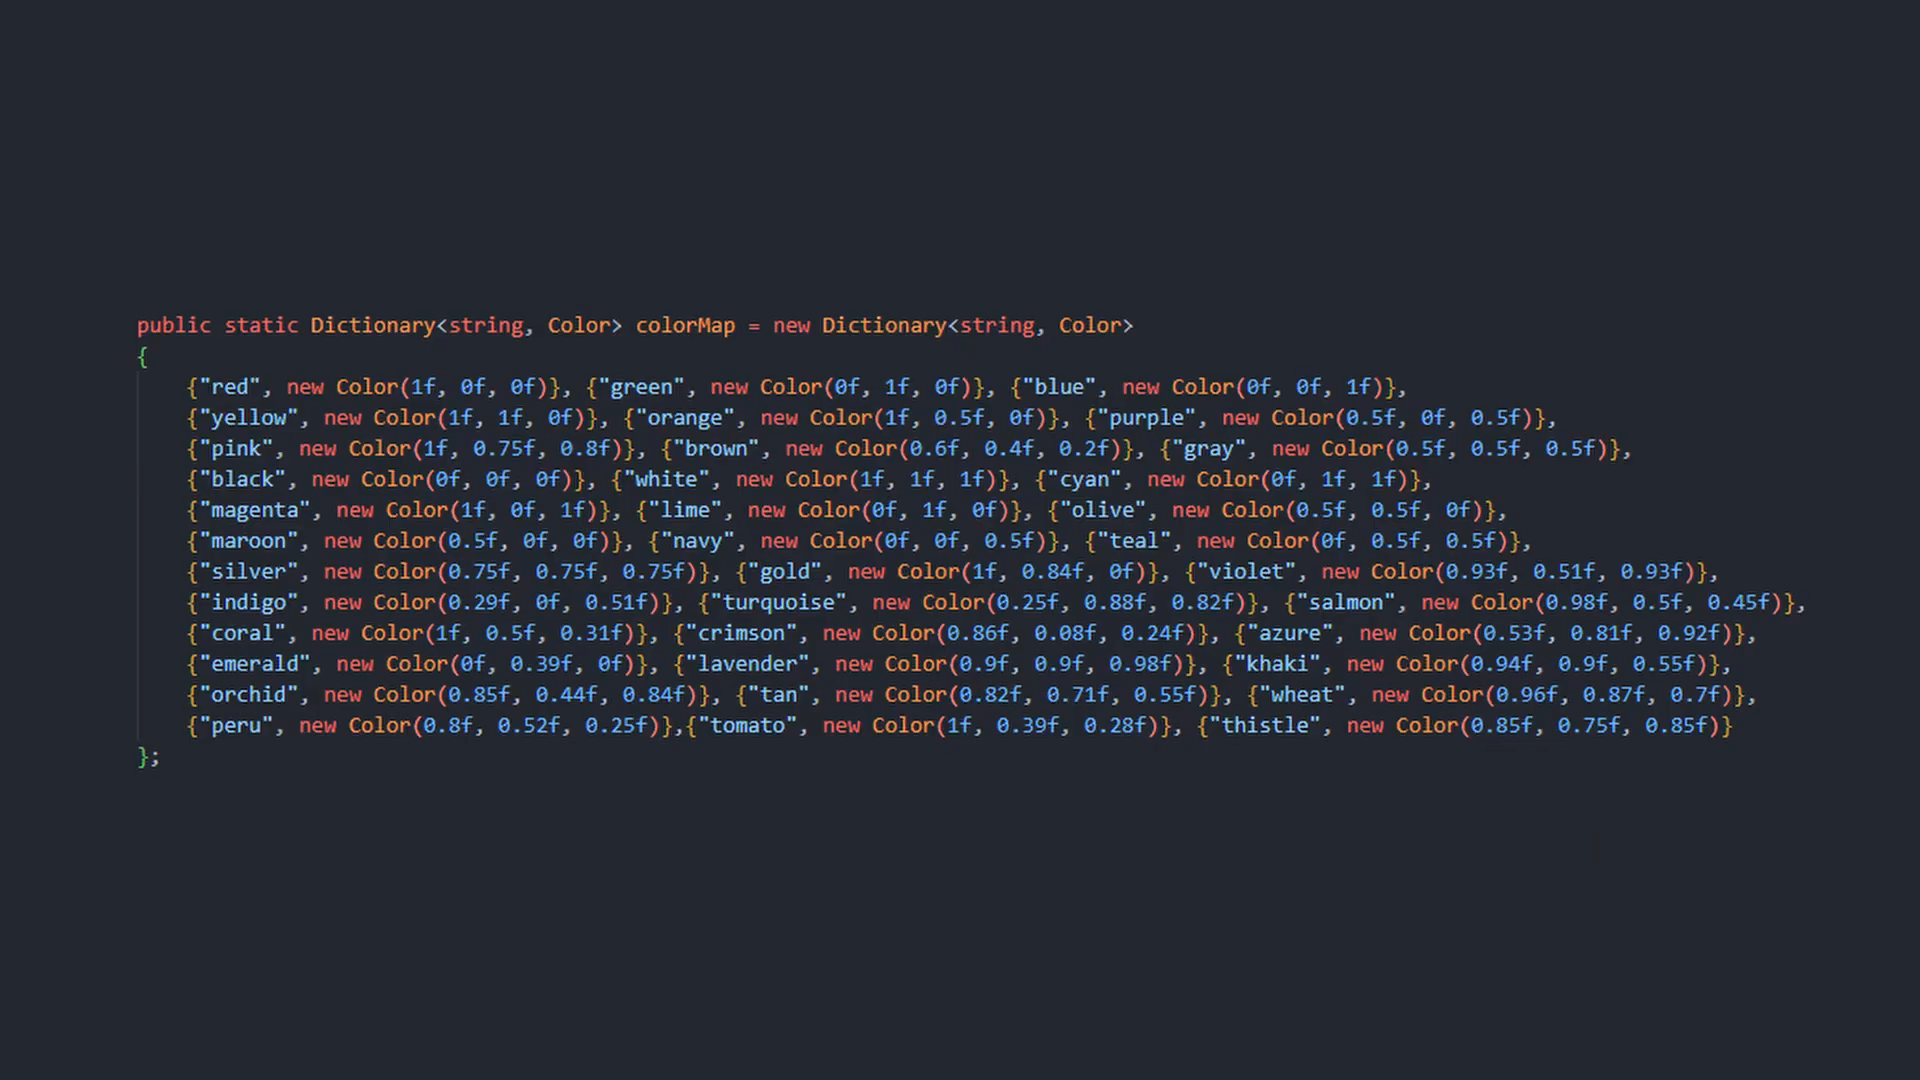 public static Dictionary<string, Color> colorMap = new Dictionary<string, Color>
{
{"red", new Color(1f, 0f, 0f)}, {"green", new Color(0f, 1f, 0f)}, {"blue", new Color(0f, 0f, 1f)},
{"yellow", new Color(1f, 1f, 0f)}, {"orange", new Color(1f, 0.5f, 0f)}, {"purple", new Color(0.5f, 0f, 0.5f)},
{"pink", new Color(1f, 0.75f, 0.8f)}, {"brown", new Color(0.6f, 0.4f, 0.2f)}, {"gray", new Color(0.5f, 0.5f, 0.5f)},
{"black", new Color(0f, 0f, 0f)}, {"white", new Color(1f, 1f, 1f)}, {"cyan", new Color(0f, 1f, 1f)},
{"magenta", new Color(1f, 0f, 1f)}, {"lime", new Color(0f, 1f, 0f)}, {"olive", new Color(0.5f, 0.5f, 0f)},
{"maroon", new Color(0.5f, 0f, 0f)}, {"navy", new Color(0f, 0f, 0.5f)}, {"teal", new Color(0f, 0.5f, 0.5f)},
{"silver", new Color(0.75f, 0.75f, 0.75f)}, {"gold", new Color(1f, 0.84f, 0f)}, {"violet", new Color(0.93f, 0.51f, 0.93f)},
{"indigo", new Color(0.29f, 0f, 0.51f)}, {"turquoise", new Color(0.25f, 0.88f, 0.82f)}, {"salmon", new Color(0.98f, 0.5f, 0.45f)},
{"coral", new Color(1f, 0.5f, 0.31f)}, {"crimson", new Color(0.86f, 0.08f, 0.24f)}, {"azure", new Color(0.53f, 0.81f, 0.92f)},
{"emerald", new Color(0f, 0.39f, 0f)}, {"lavender", new Color(0.9f, 0.9f, 0.98f)}, {"khaki", new Color(0.94f, 0.9f, 0.55f)},
{"orchid", new Color(0.85f, 0.44f, 0.84f)}, {"tan", new Color(0.82f, 0.71f, 0.55f)}, {"wheat", new Color(0.96f, 0.87f, 0.7f)},
{"peru", new Color(0.8f, 0.52f, 0.25f)},{"tomato", new Color(1f, 0.39f, 0.28f)}, {"thistle", new Color(0.85f, 0.75f, 0.85f)}
};